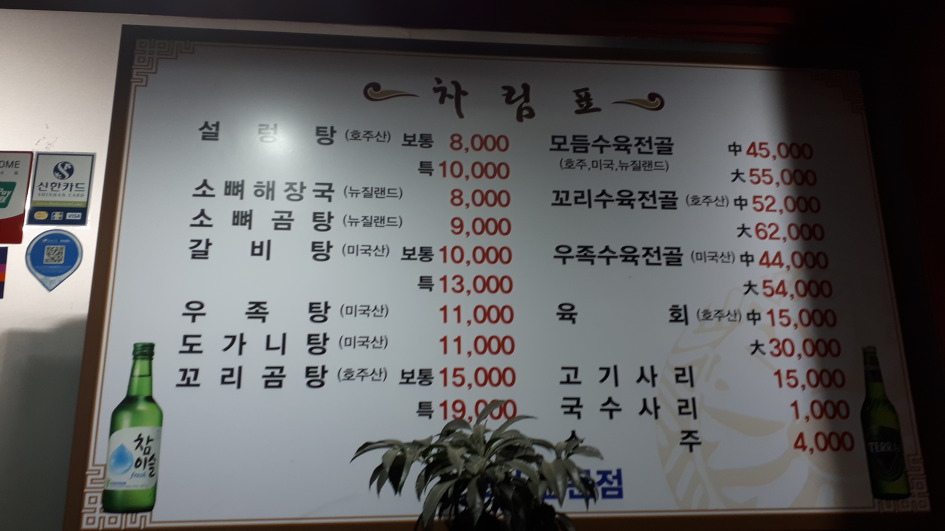 차림표
설렁탕 (호주산) 보통 8,000
특 10,000
소뼈해장국 (뉴질랜드) 8,000
소뼈곰탕 (뉴질랜드) 9,000
갈비탕 (미국산) 보통 10,000
특 13,000
우족탕 (미국산) 11,000
도가니탕 (미국산) 11,000
꼬리곰탕 (호주산) 보통 15,000
특 19,000
모듬수육전골 中 45,000
(호주,미국,뉴질랜드)
大 55,000
꼬리수육전골 (호주산) 中 52,000
大 62,000
우족수육전골 (미국산) 中 44,000
大 54,000
육회 (호주산) 中 15,000
大 30,000
고기사리 15,000
국수사리 1,000
주 4,000
점
신한카드
SHINHAN CARD
VISA
Pay
참이슬
fresh
TERRA